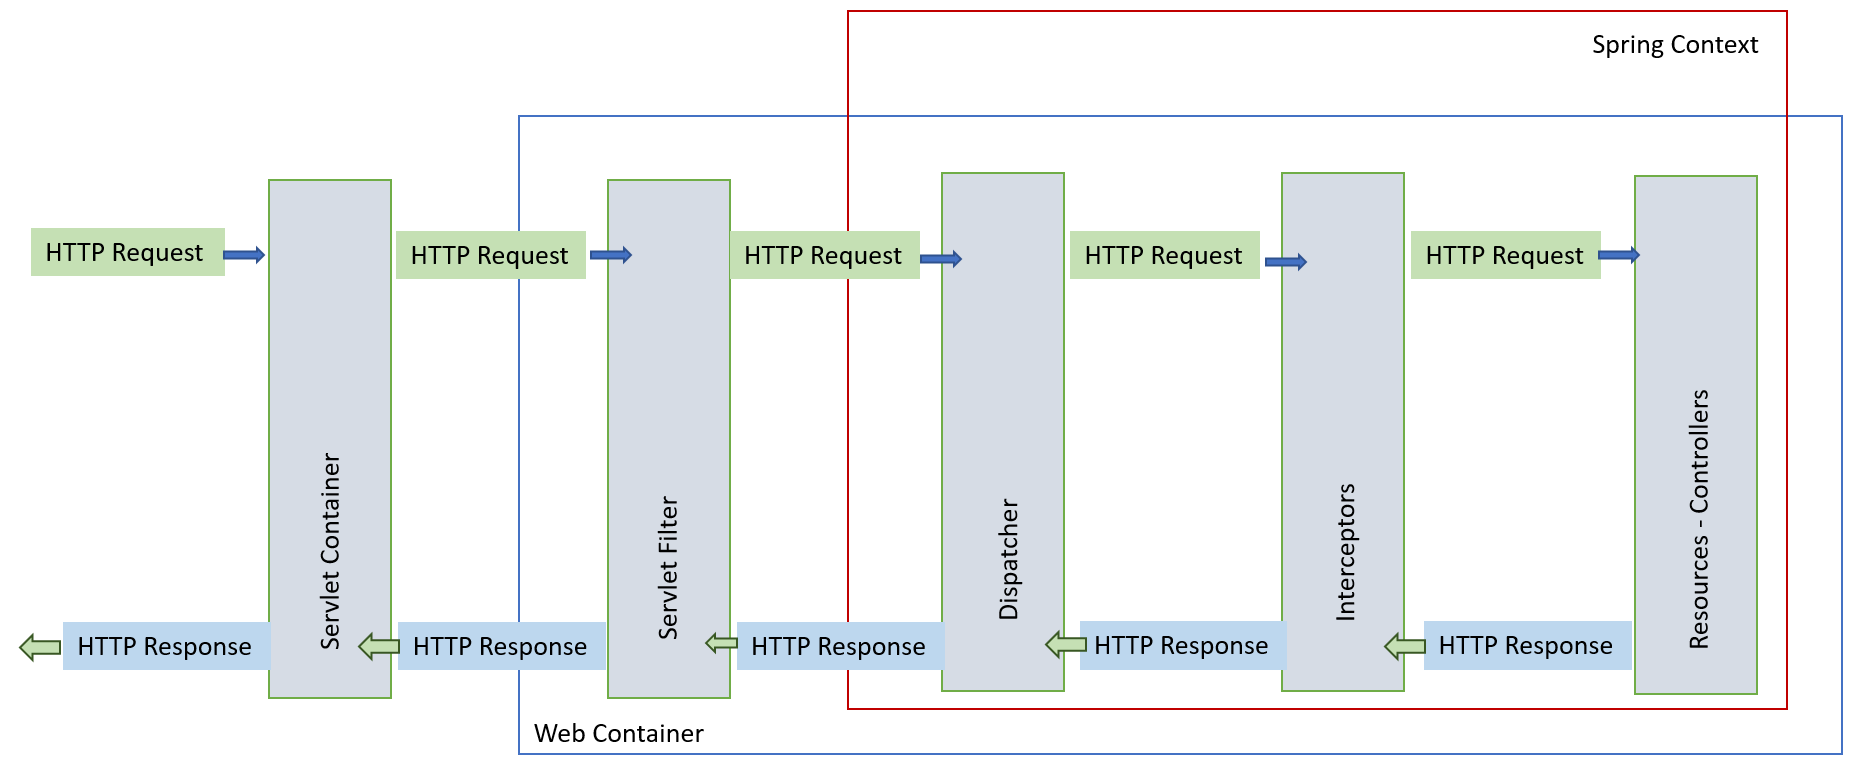 Spring Context
HTTP Request
HTTP Request
HTTP Request
HTTP Request
HTTP Request
Servlet Container
Servlet Filter
Dispatcher
Interceptors
Resources - Controllers
HTTP Response
HTTP Response
HTTP Response
HTTP Response
HTTP Response
Web Container